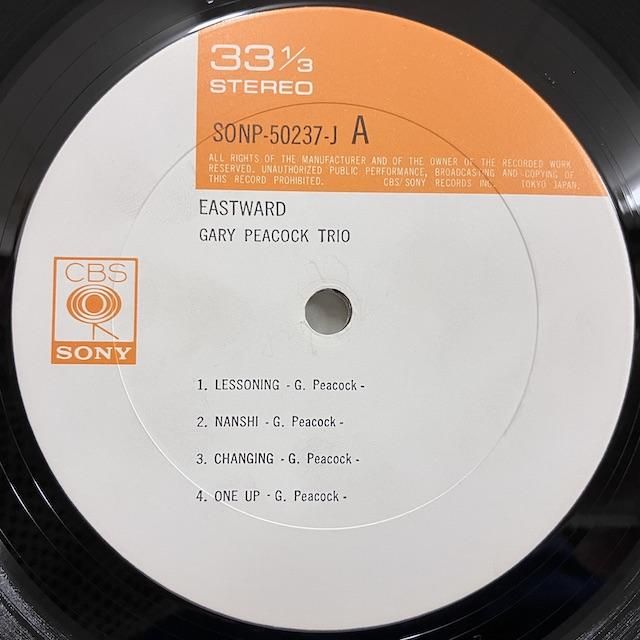 33 1/3
STEREO
SONP-50237-J A
ALL RIGHTS OF THE MANUFACTURER AND OF THE OWNER OF THE RECORDED WORK
RESERVED. UNAUTHORIZED PUBLIC PERFORMANCE, BROADCASTING AND COPYING OF
THIS RECORD PROHIBITED. CBS/SONY RECORDS INC. TOKYO JAPAN.
EASTWARD
GARY PEACOCK TRIO
CBS
SONY
1. LESSONING - G. Peacock -
2. NANSHI - G. Peacock -
3. CHANGING - G. Peacock -
4. ONE UP - G. Peacock -